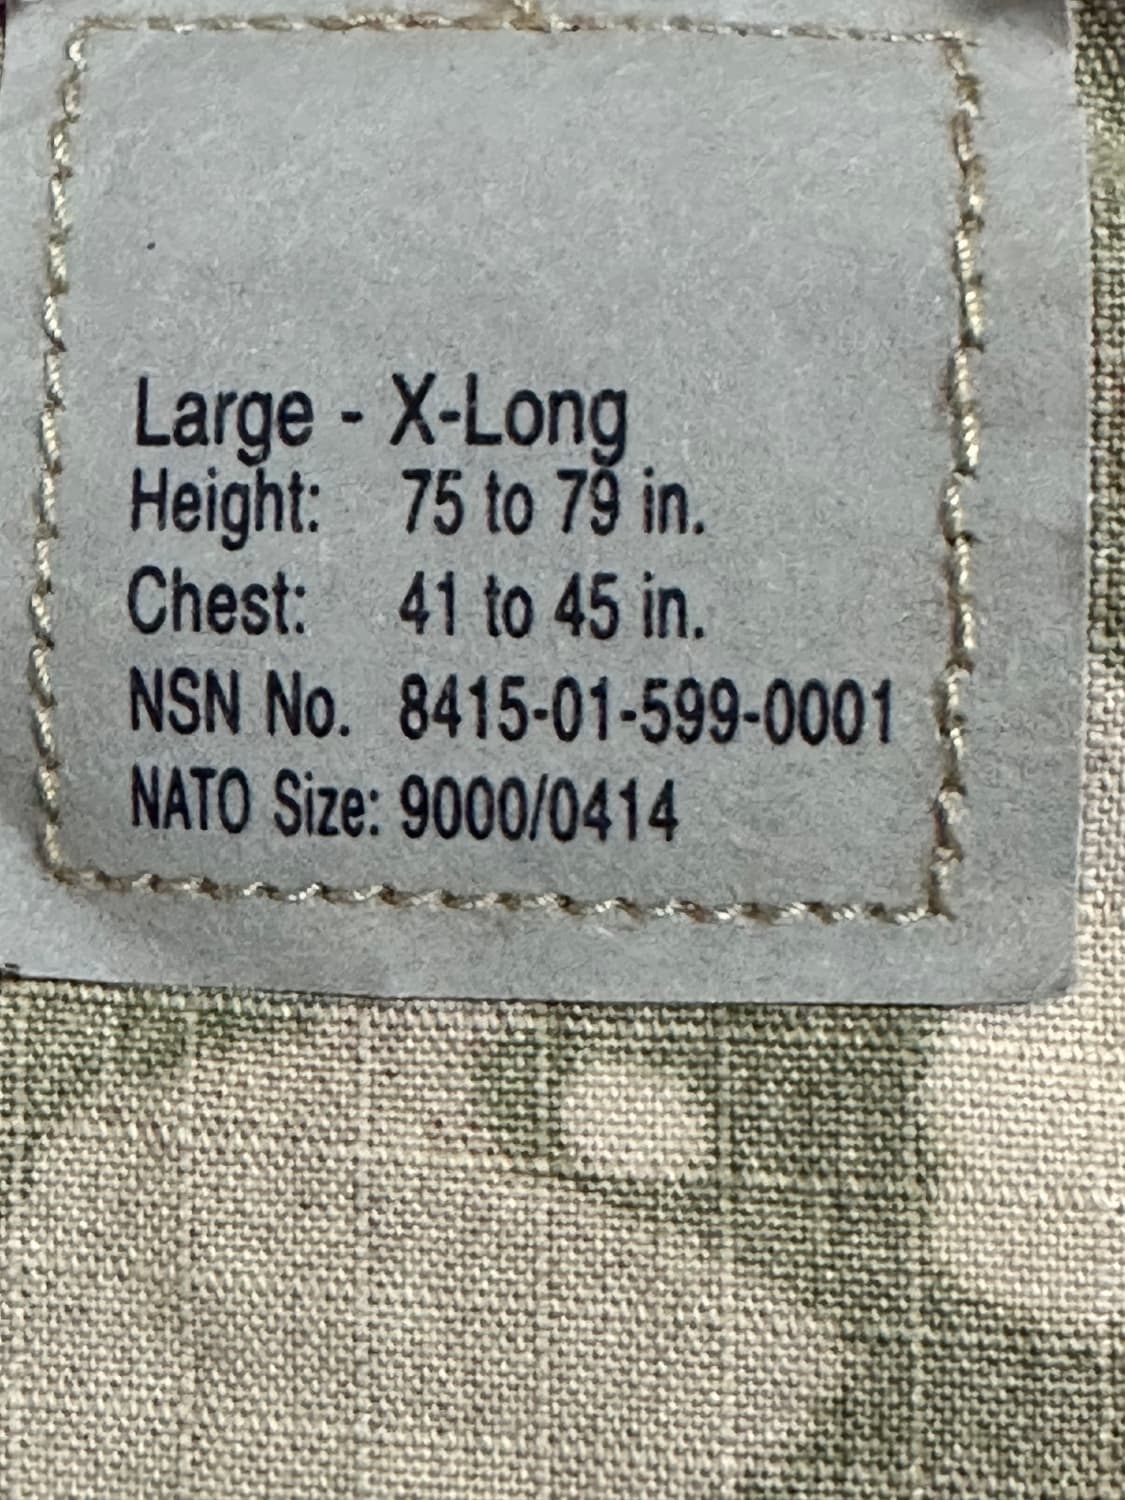 Large - X-Long
Height: 75 to 79 in.
Chest: 41 to 45 in.
NSN No. 8415-01-599-0001
NATO Size: 9000/0414